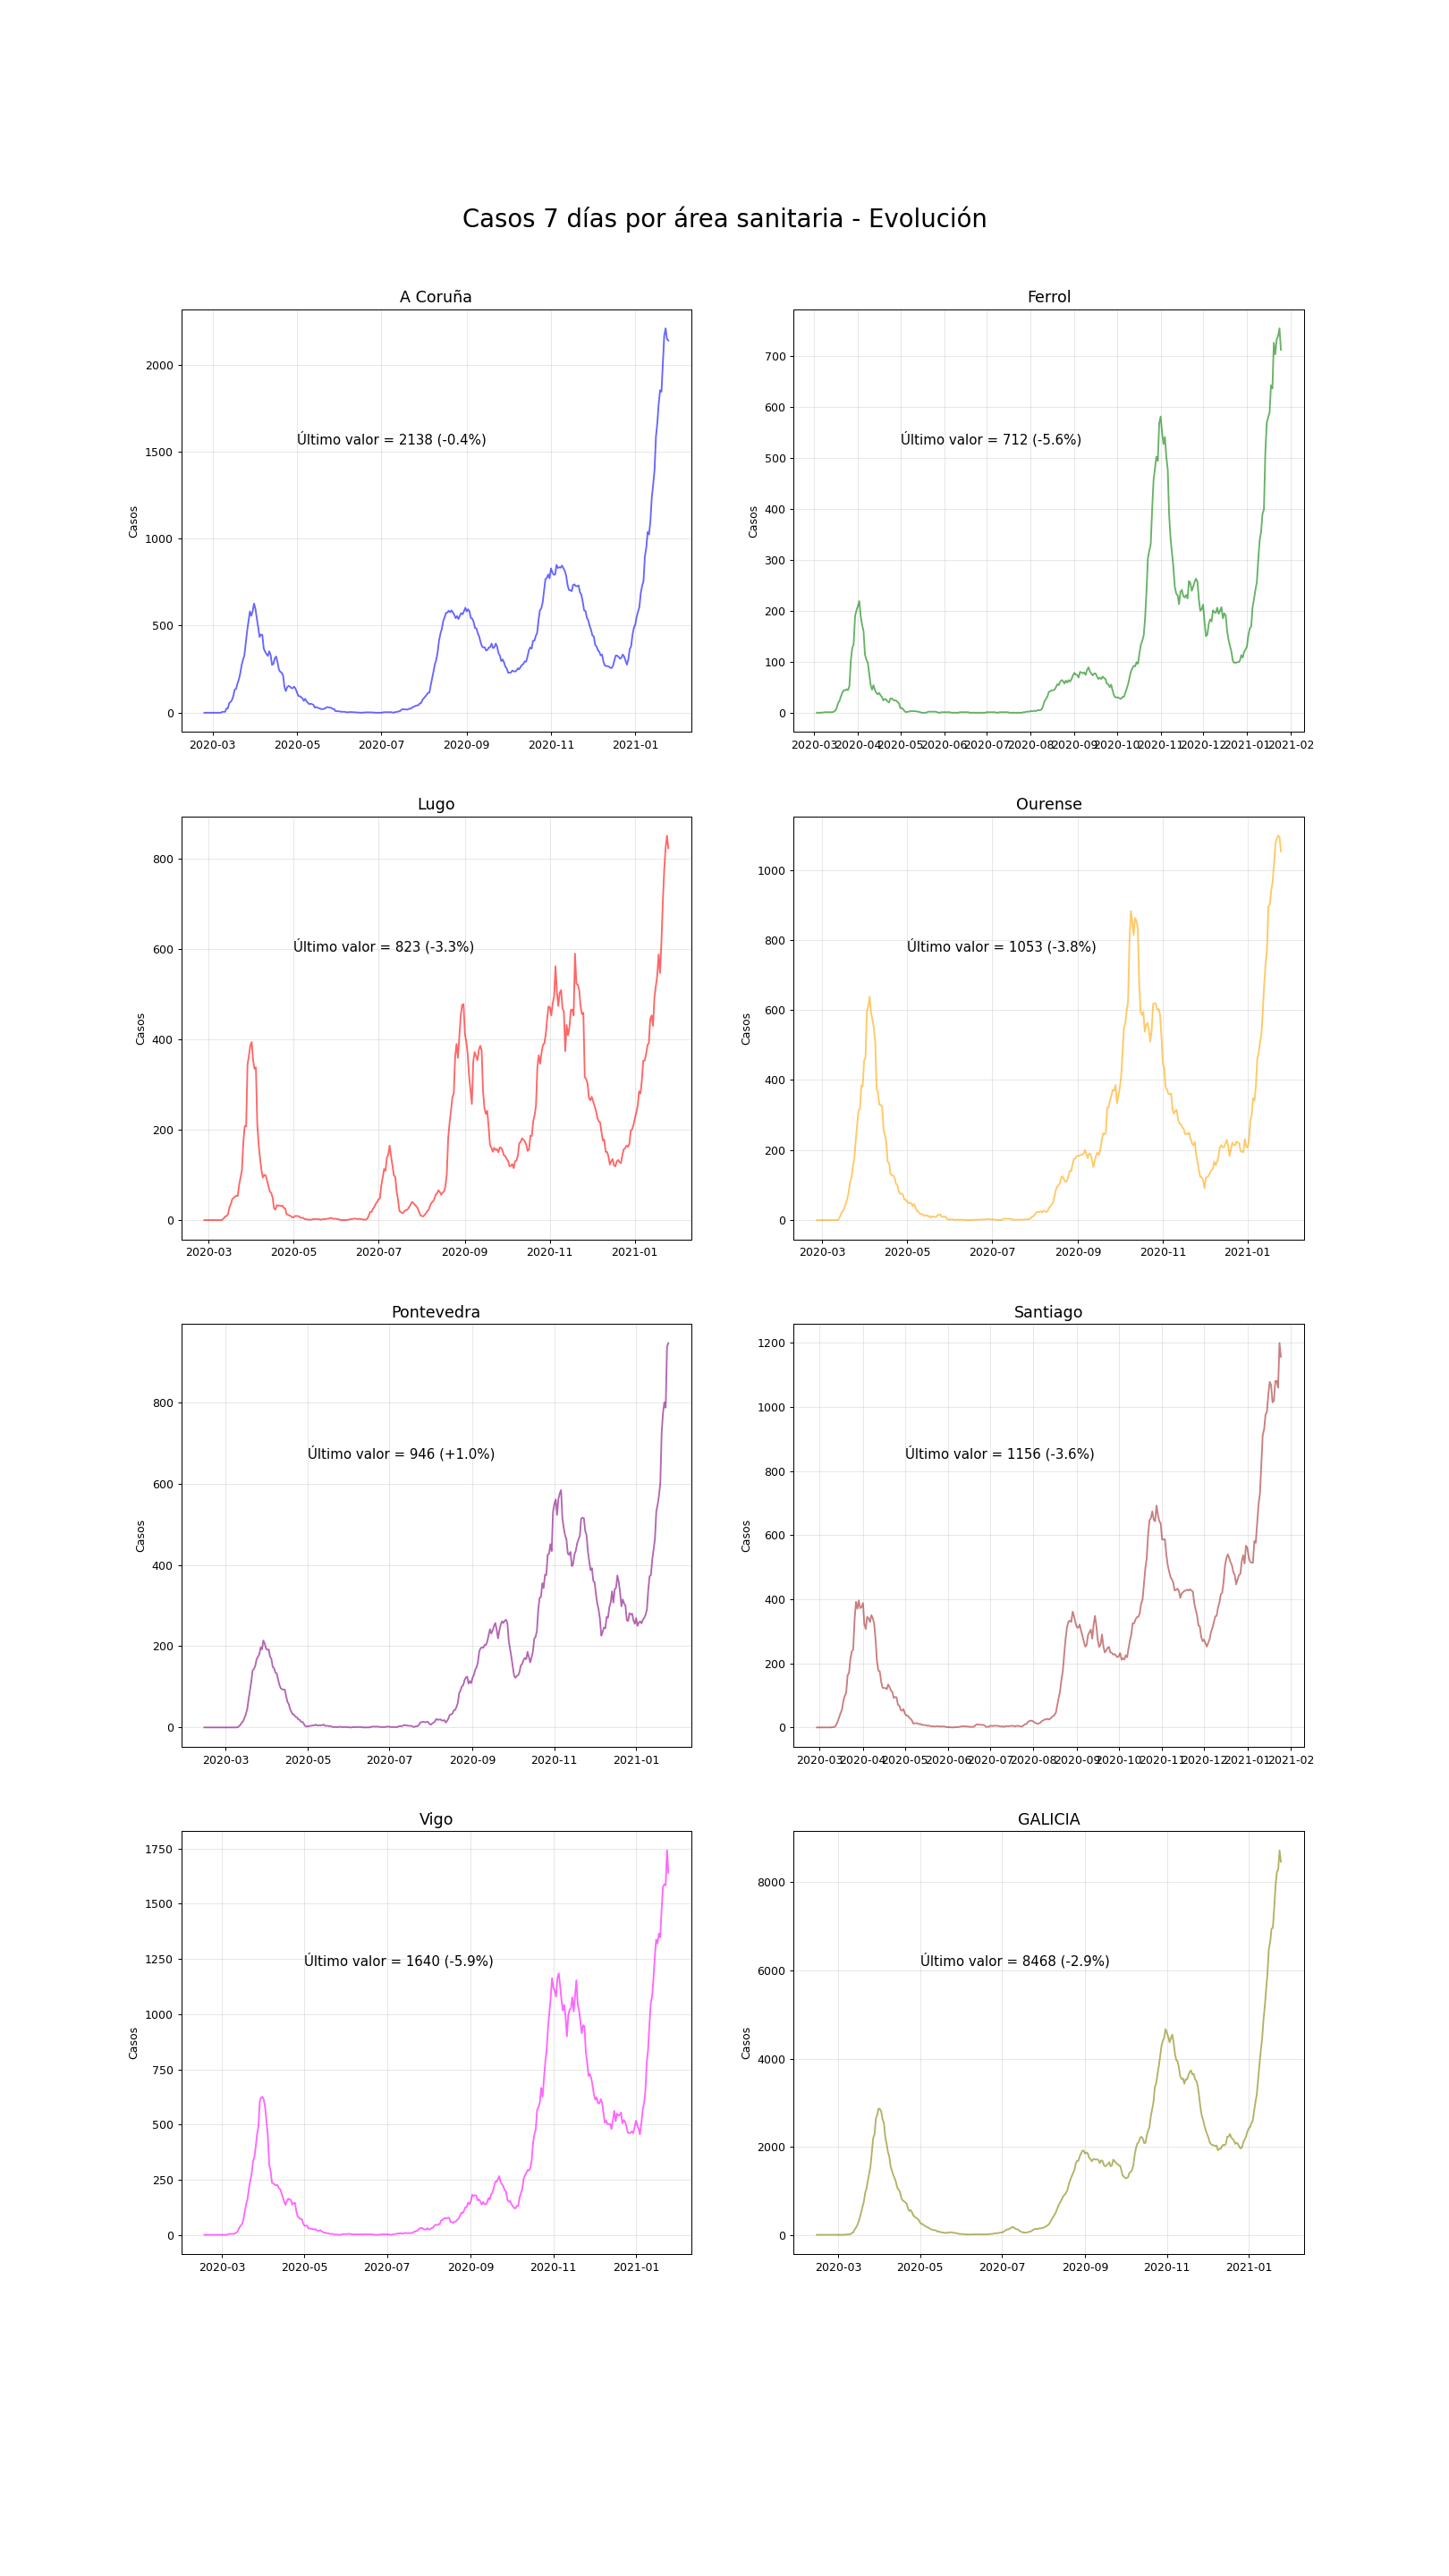 Casos 7 días por área sanitaria - Evolución
A Coruña
Casos
2000
1500
1000
500
0
Último valor = 2138 (-0.4%)
2020-03 2020-05 2020-07 2020-09 2020-11 2021-01
Ferrol
Casos
700
600
500
400
300
200
100
0
Último valor = 712 (-5.6%)
2020-03 2020-04 2020-05 2020-06 2020-07 2020-08 2020-09 2020-10 2020-11 2020-12 2021-01 2021-02
Lugo
Casos
800
600
400
200
0
Último valor = 823 (-3.3%)
2020-03 2020-05 2020-07 2020-09 2020-11 2021-01
Ourense
Casos
1000
800
600
400
200
0
Último valor = 1053 (-3.8%)
2020-03 2020-05 2020-07 2020-09 2020-11 2021-01
Pontevedra
Casos
800
600
400
200
0
Último valor = 946 (+1.0%)
2020-03 2020-05 2020-07 2020-09 2020-11 2021-01
Santiago
Casos
1200
1000
800
600
400
200
0
Último valor = 1156 (-3.6%)
2020-03 2020-04 2020-05 2020-06 2020-07 2020-08 2020-09 2020-10 2020-11 2020-12 2021-01 2021-02
Vigo
Casos
1750
1500
1250
1000
750
500
250
0
Último valor = 1640 (-5.9%)
2020-03 2020-05 2020-07 2020-09 2020-11 2021-01
GALICIA
Casos
8000
6000
4000
2000
0
Último valor = 8468 (-2.9%)
2020-03 2020-05 2020-07 2020-09 2020-11 2021-01